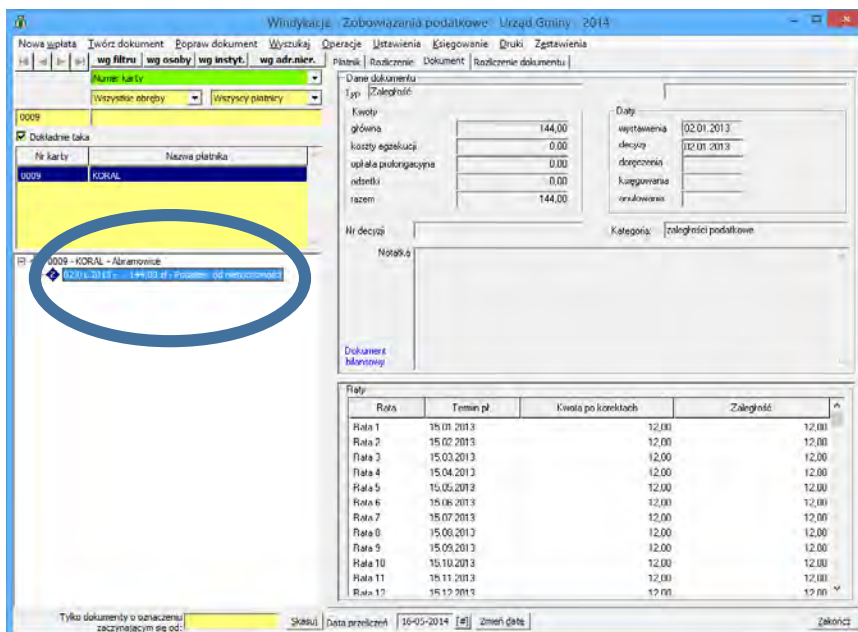 Windykacje - Zobowiązania podatkowe - Urząd Gminy - 2014
Nowa wpłata Twórz dokument Popraw dokument Wyszukaj Operacje Ustawienia Księgowanie Druki Zestawienia
wg filtru wg osoby wg instyt. wg adr.nier. Płatnik Rozliczenie Dokument Rozliczenie dokumentu
Numer karty
Wszystkie obręby Wszyscy płatnicy
0009
Dokładnie taka
Nr karty Nazwa płatnika
0009 KORAL
0009 - KORAL - Abramowice
02.01.2013 r. - 144,00 zł - Podatek od nieruchomości
Dane dokumentu
Typ Zaległość
Kwoty
główna 144,00
koszty egzekucji 0,00
opłata prolongacyjna 0,00
odsetki 0,00
razem 144,00
Daty
wystawienia 02.01.2013
decyzji 02.01.2013
doręczenia
księgowania
anulowania
Nr decyzji
Kategoria: zaległości podatkowe
Notatka
Dokument
bilansowy
Raty
Rata Termin pł Kwota po korektach Zaległość
Rata 1 15.01.2013 12,00 12,00
Rata 2 15.02.2013 12,00 12,00
Rata 3 15.03.2013 12,00 12,00
Rata 4 15.04.2013 12,00 12,00
Rata 5 15.05.2013 12,00 12,00
Rata 6 15.06.2013 12,00 12,00
Rata 7 15.07.2013 12,00 12,00
Rata 8 15.08.2013 12,00 12,00
Rata 9 15.09.2013 12,00 12,00
Rata 10 15.10.2013 12,00 12,00
Rata 11 15.11.2013 12,00 12,00
Rata 12 15.12.2013 12,00 12,00
Tylko dokumenty o oznaczeniu
zaczynającym się od:
Skasuj Data przeliczeń 16-05-2014 [#] Zmień datę Zakończ